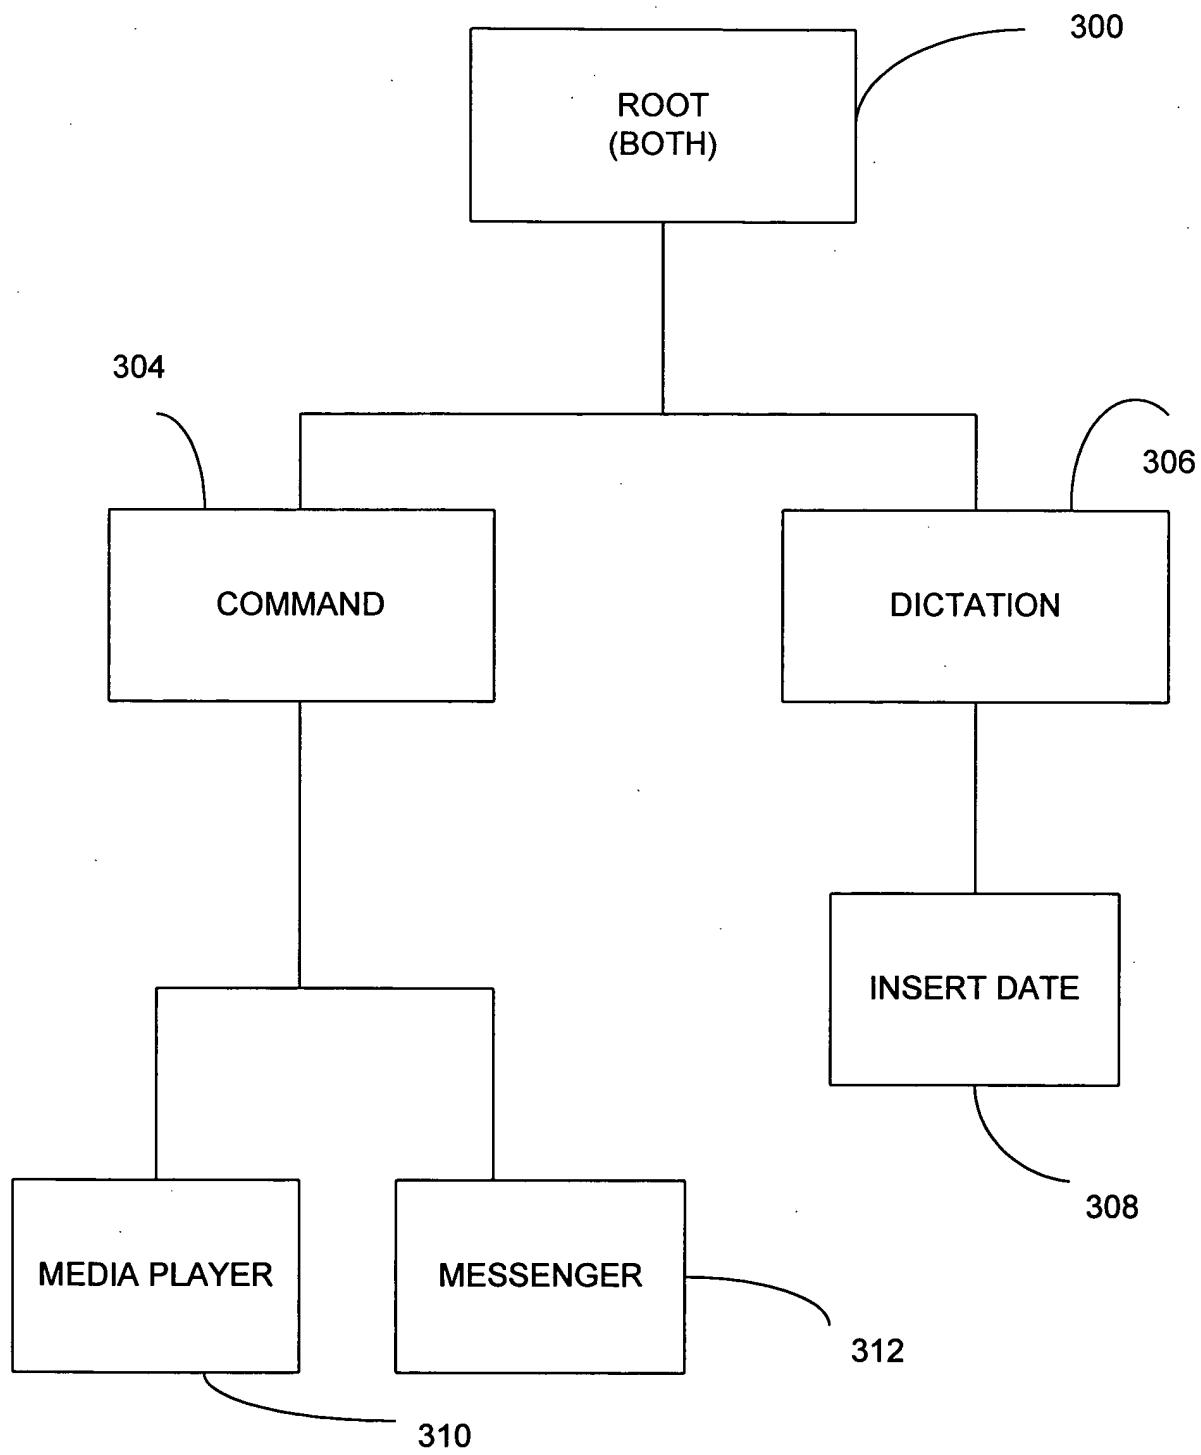 300
ROOT
(BOTH)
304
306
COMMAND
DICTATION
INSERT DATE
308
MEDIA PLAYER
MESSENGER
312
310